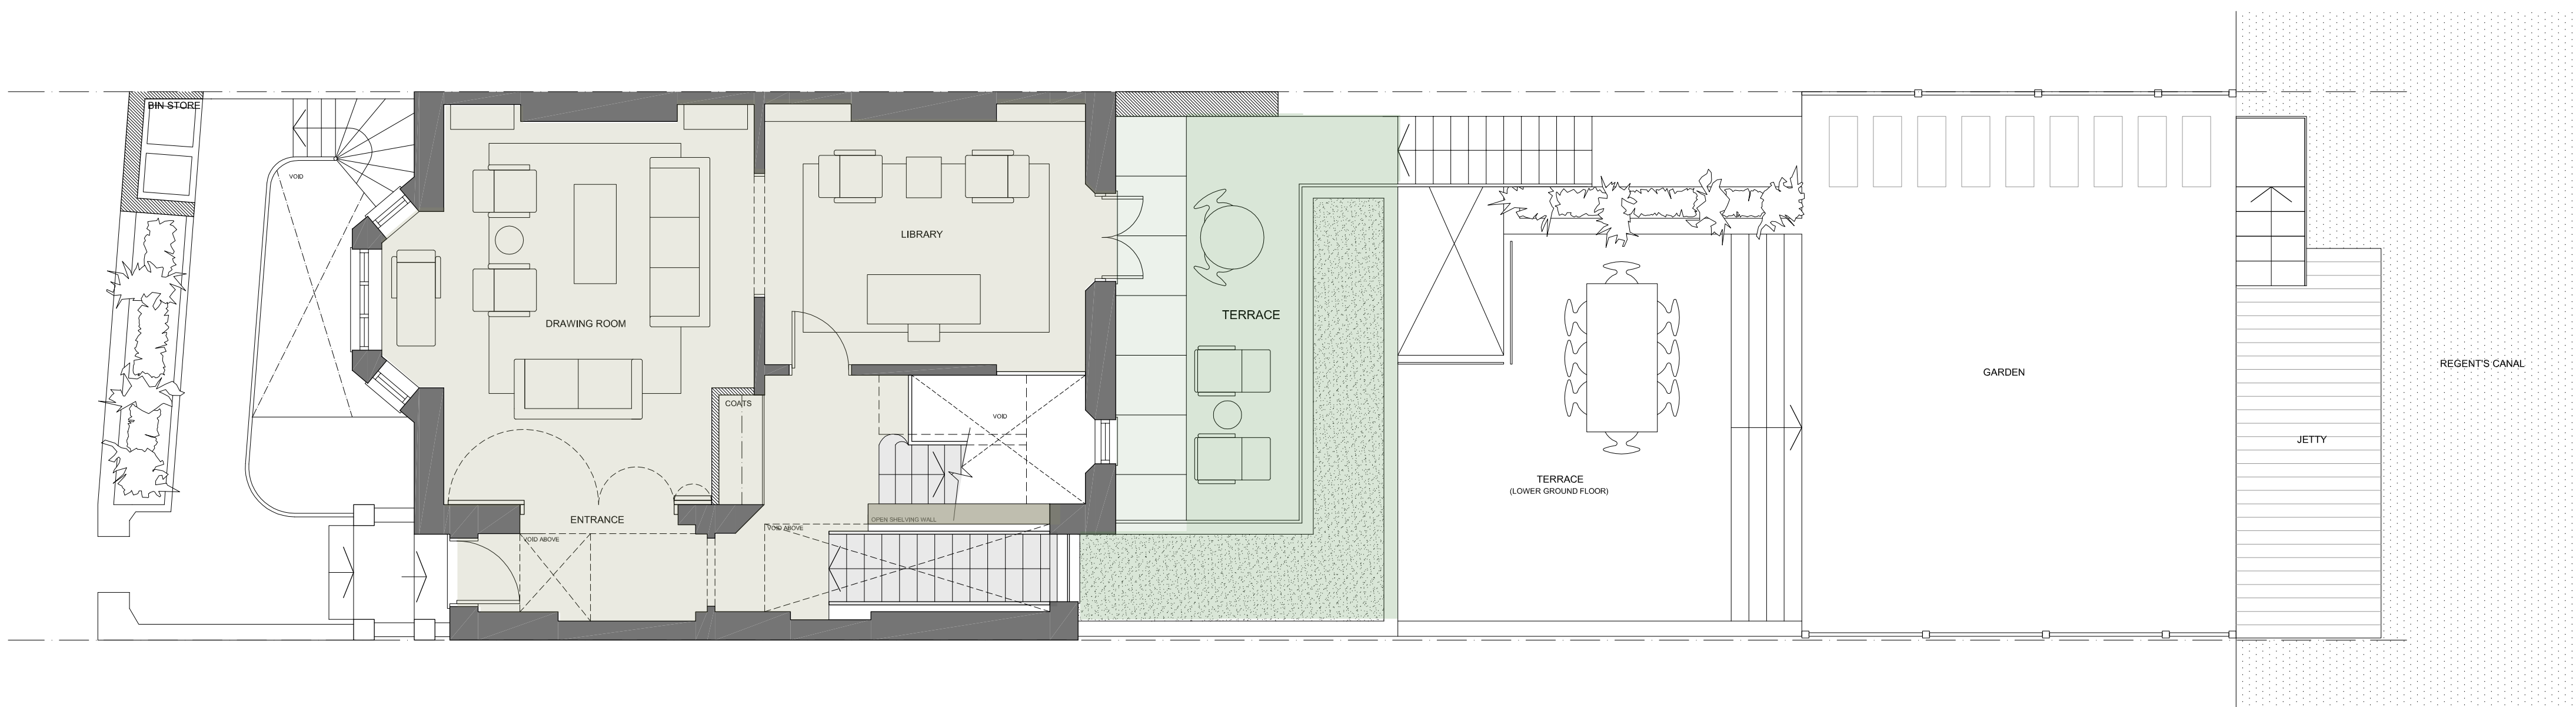 BIN STORE
VOID
DRAWING ROOM
COATS
ENTRANCE
VOID ABOVE
LIBRARY
VOID
OPEN SHELVING WALL
VOID ABOVE
TERRACE
TERRACE
(LOWER GROUND FLOOR)
GARDEN
JETTY
REGENT'S CANAL